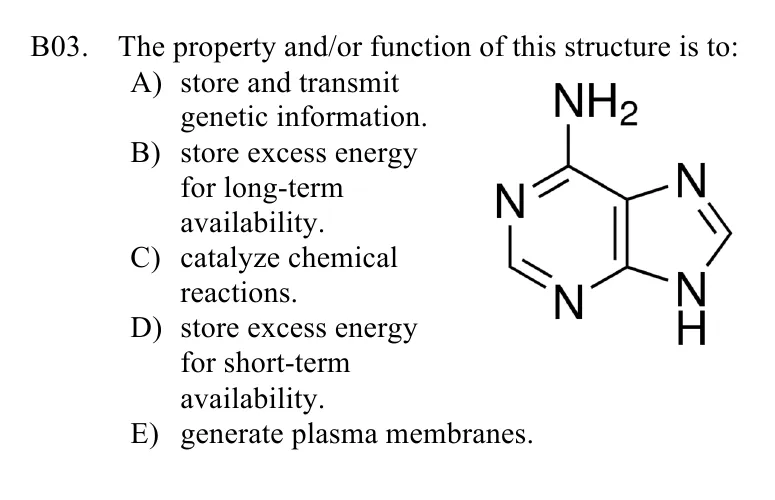 B03. The property and/or function of this structure is to:
A) store and transmit
genetic information.
B) store excess energy
for long-term
availability.
C) catalyze chemical
reactions.
D) store excess energy
for short-term
availability.
E) generate plasma membranes.
NH2
N
N
N
N
H